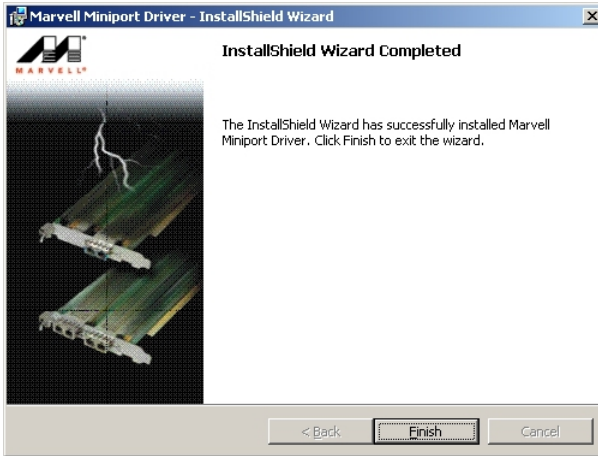 Marvell Miniport Driver - InstallShield Wizard
MARVELL®
InstallShield Wizard Completed
The InstallShield Wizard has successfully installed Marvell
Miniport Driver. Click Finish to exit the wizard.
< Back
Finish
Cancel